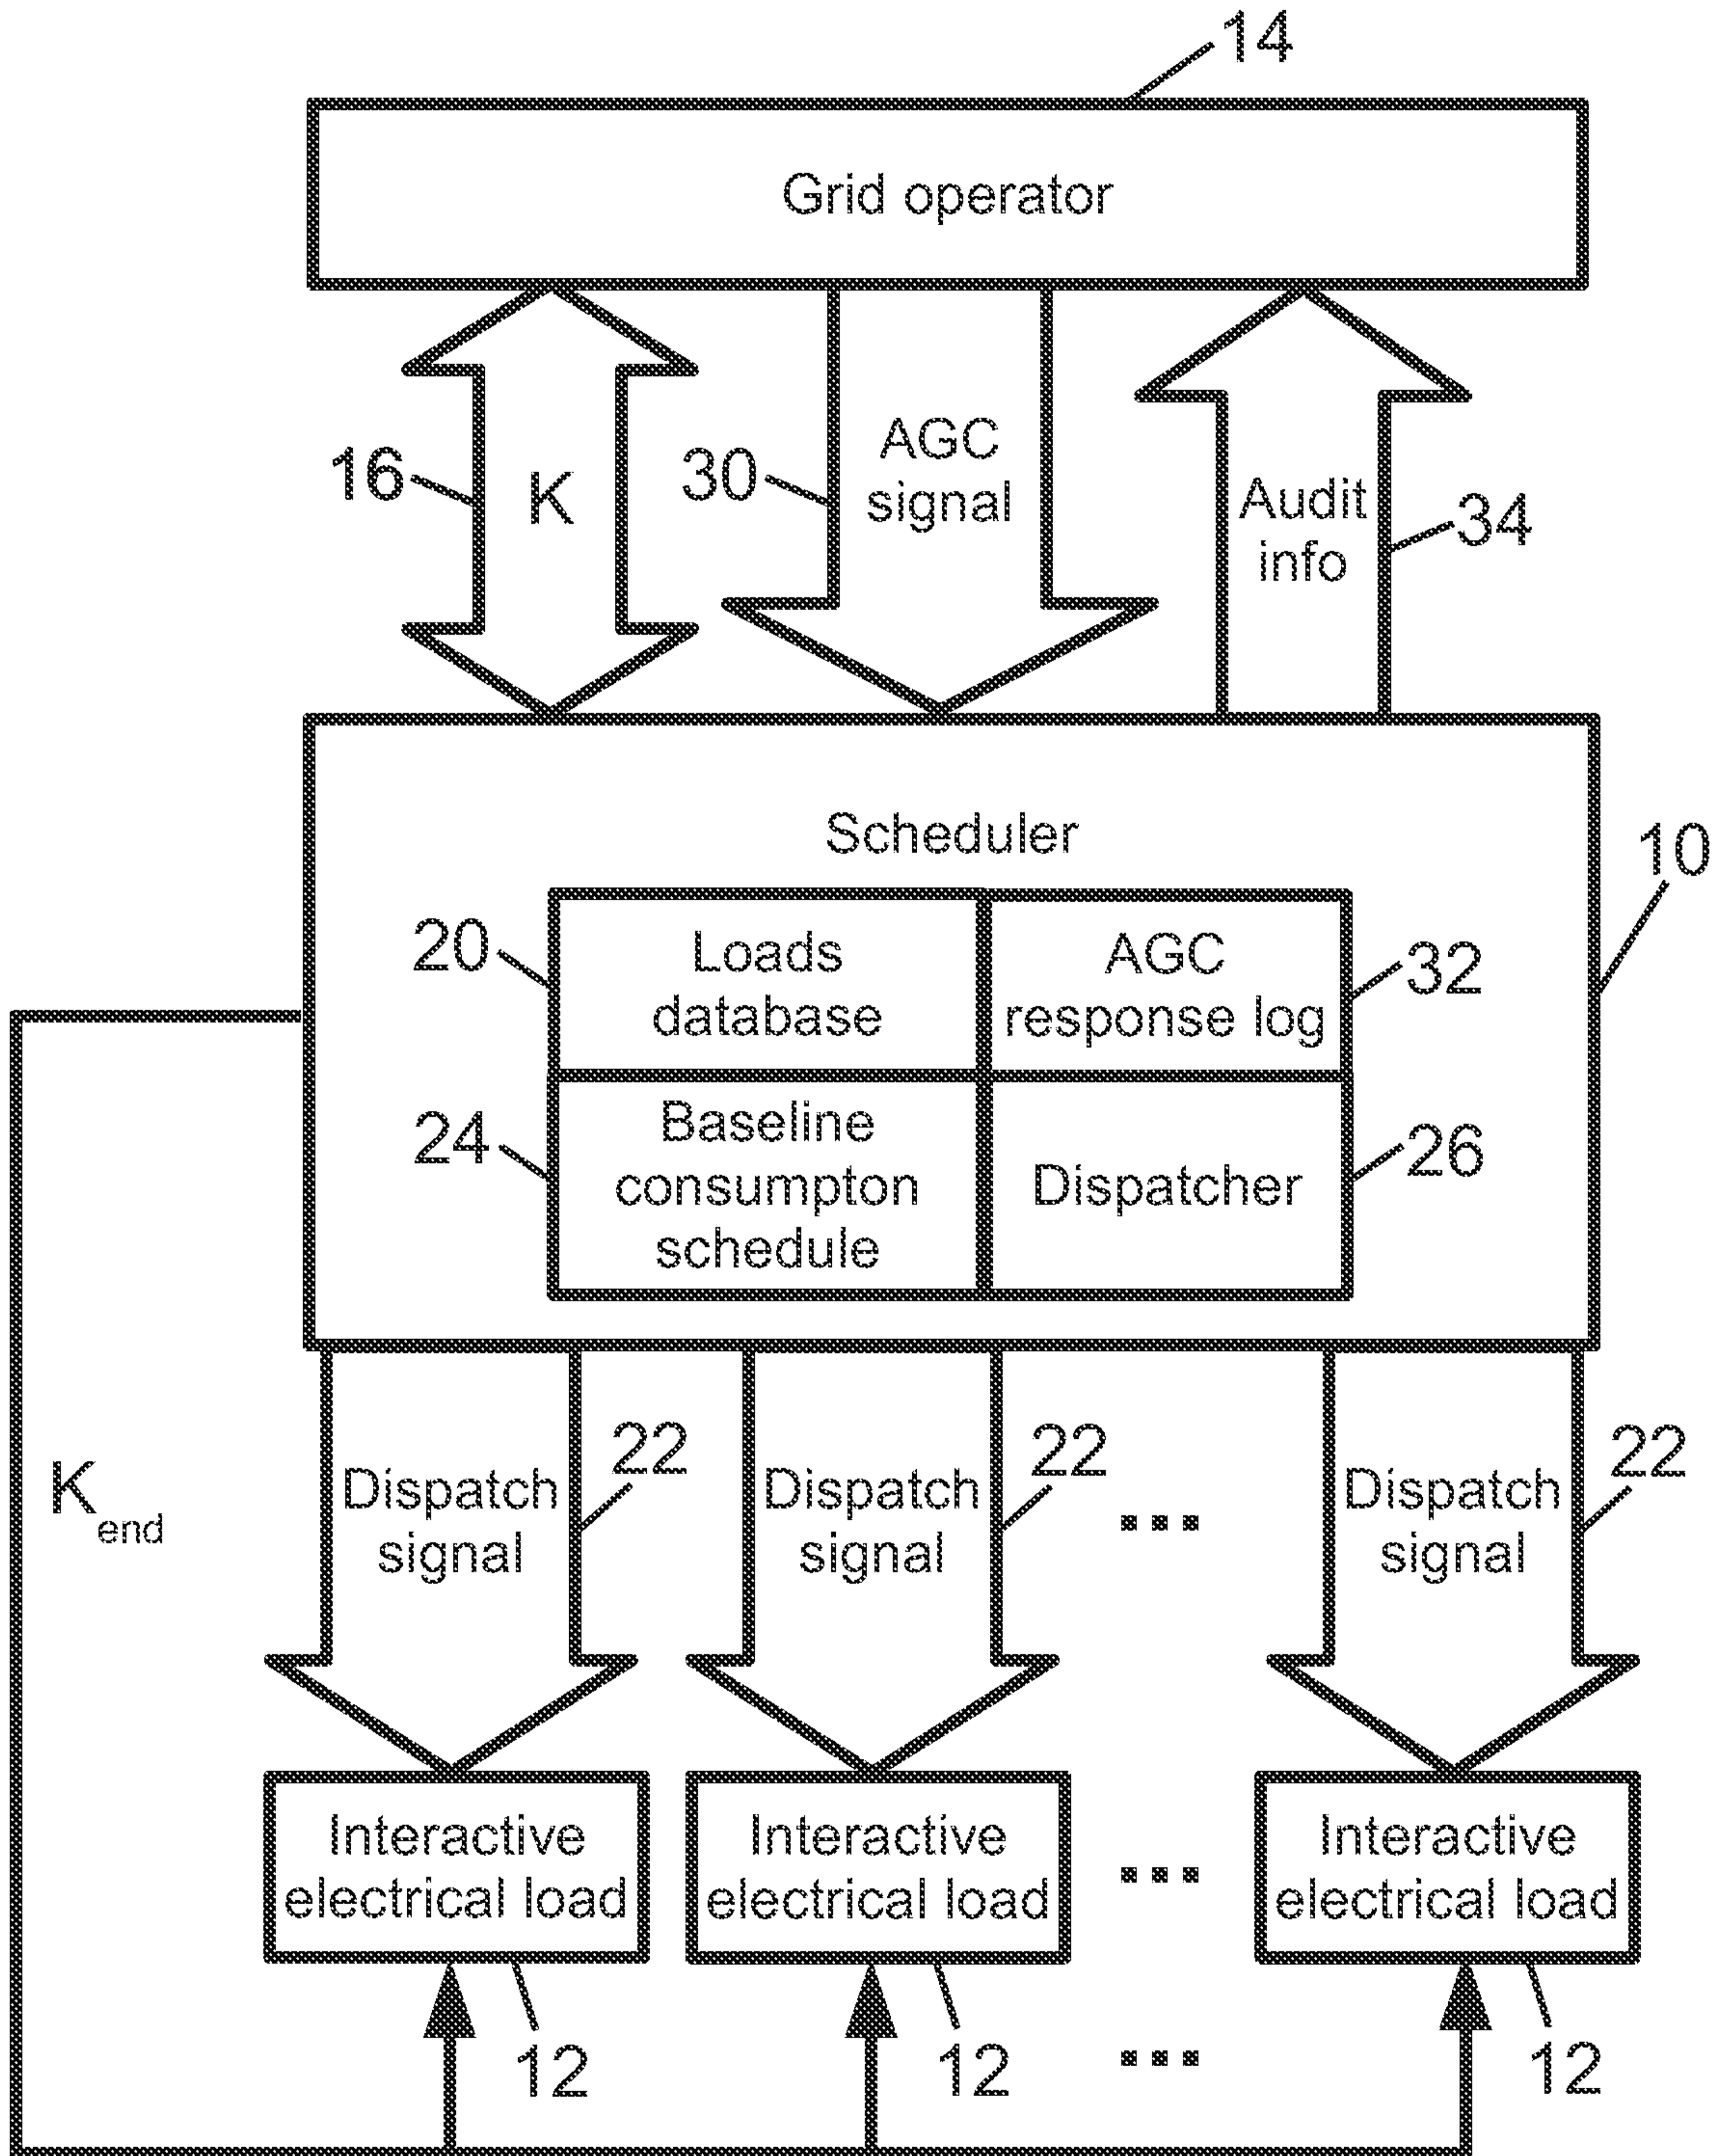 14
Grid operator
16
K
30
AGC
signal
Audit
info
34
Scheduler
10
20
Loads
database
AGC
response log
32
24
Baseline
consumpton
schedule
Dispatcher
26
K end
Dispatch
signal
22
Dispatch
signal
22
...
Dispatch
signal
22
Interactive
electrical load
Interactive
electrical load
...
Interactive
electrical load
12
12
...
12